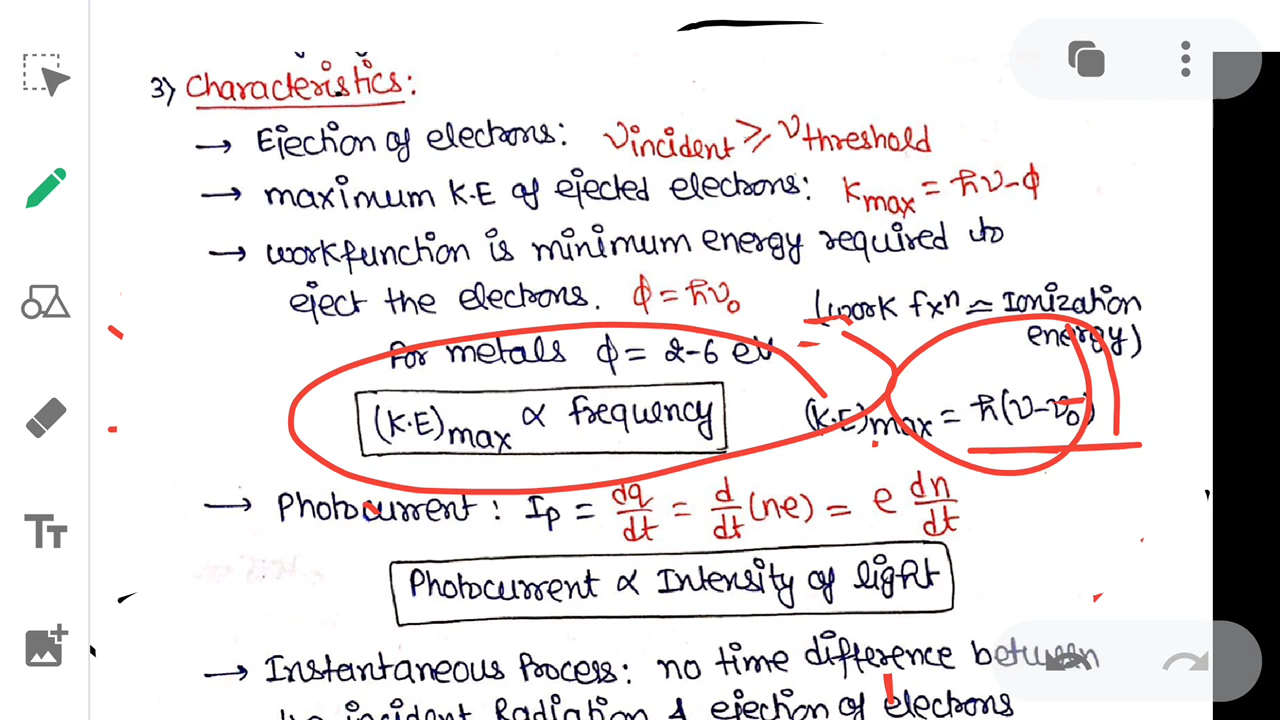 3) Characteristics:
→ Ejection of electrons: νincident ≥ νthreshold
→ maximum K.E of ejected electrons: Kmax = ħν-ϕ
→ workfunction is minimum energy required to
eject the electrons. ϕ = ħν₀ (work fxⁿ ≃ Ionization
energy)
for metals ϕ = 2-6 eV
(K.E)max ∝ frequency (K.E)max = ħ(ν-ν₀)
→ Photocurrent: Ip = dq/dt = d/dt (ne) = e dn/dt
Photocurrent ∝ Intensity of light
→ Instantaneous Process: no time difference between
incident Radiation & ejection of electrons
TT